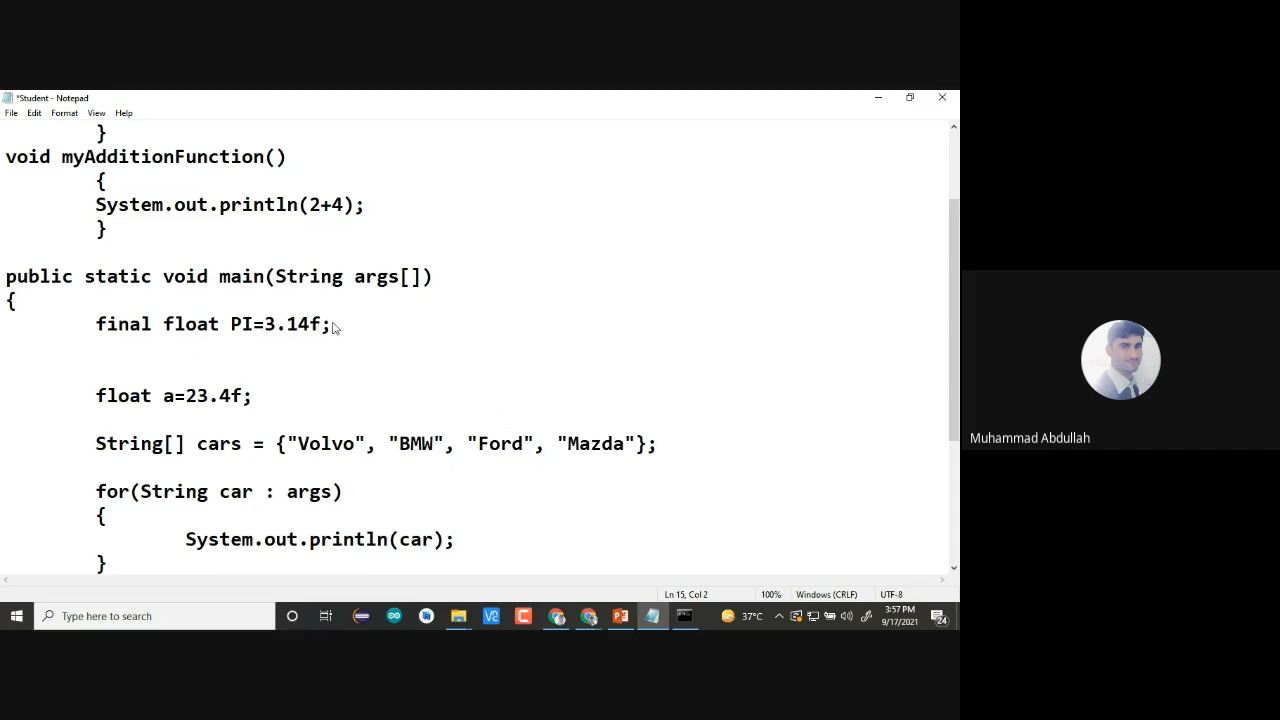 *Student - Notepad
File Edit Format View Help
}
void myAdditionFunction()
{
System.out.println(2+4);
}
public static void main(String args[])
{
final float PI=3.14f;
float a=23.4f;
String[] cars = {"Volvo", "BMW", "Ford", "Mazda"};
for(String car : args)
{
System.out.println(car);
}
Muhammad Abdullah
Ln 15, Col 2 100% Windows (CRLF) UTF-8
Type here to search
37°C
3:57 PM
9/17/2021
24